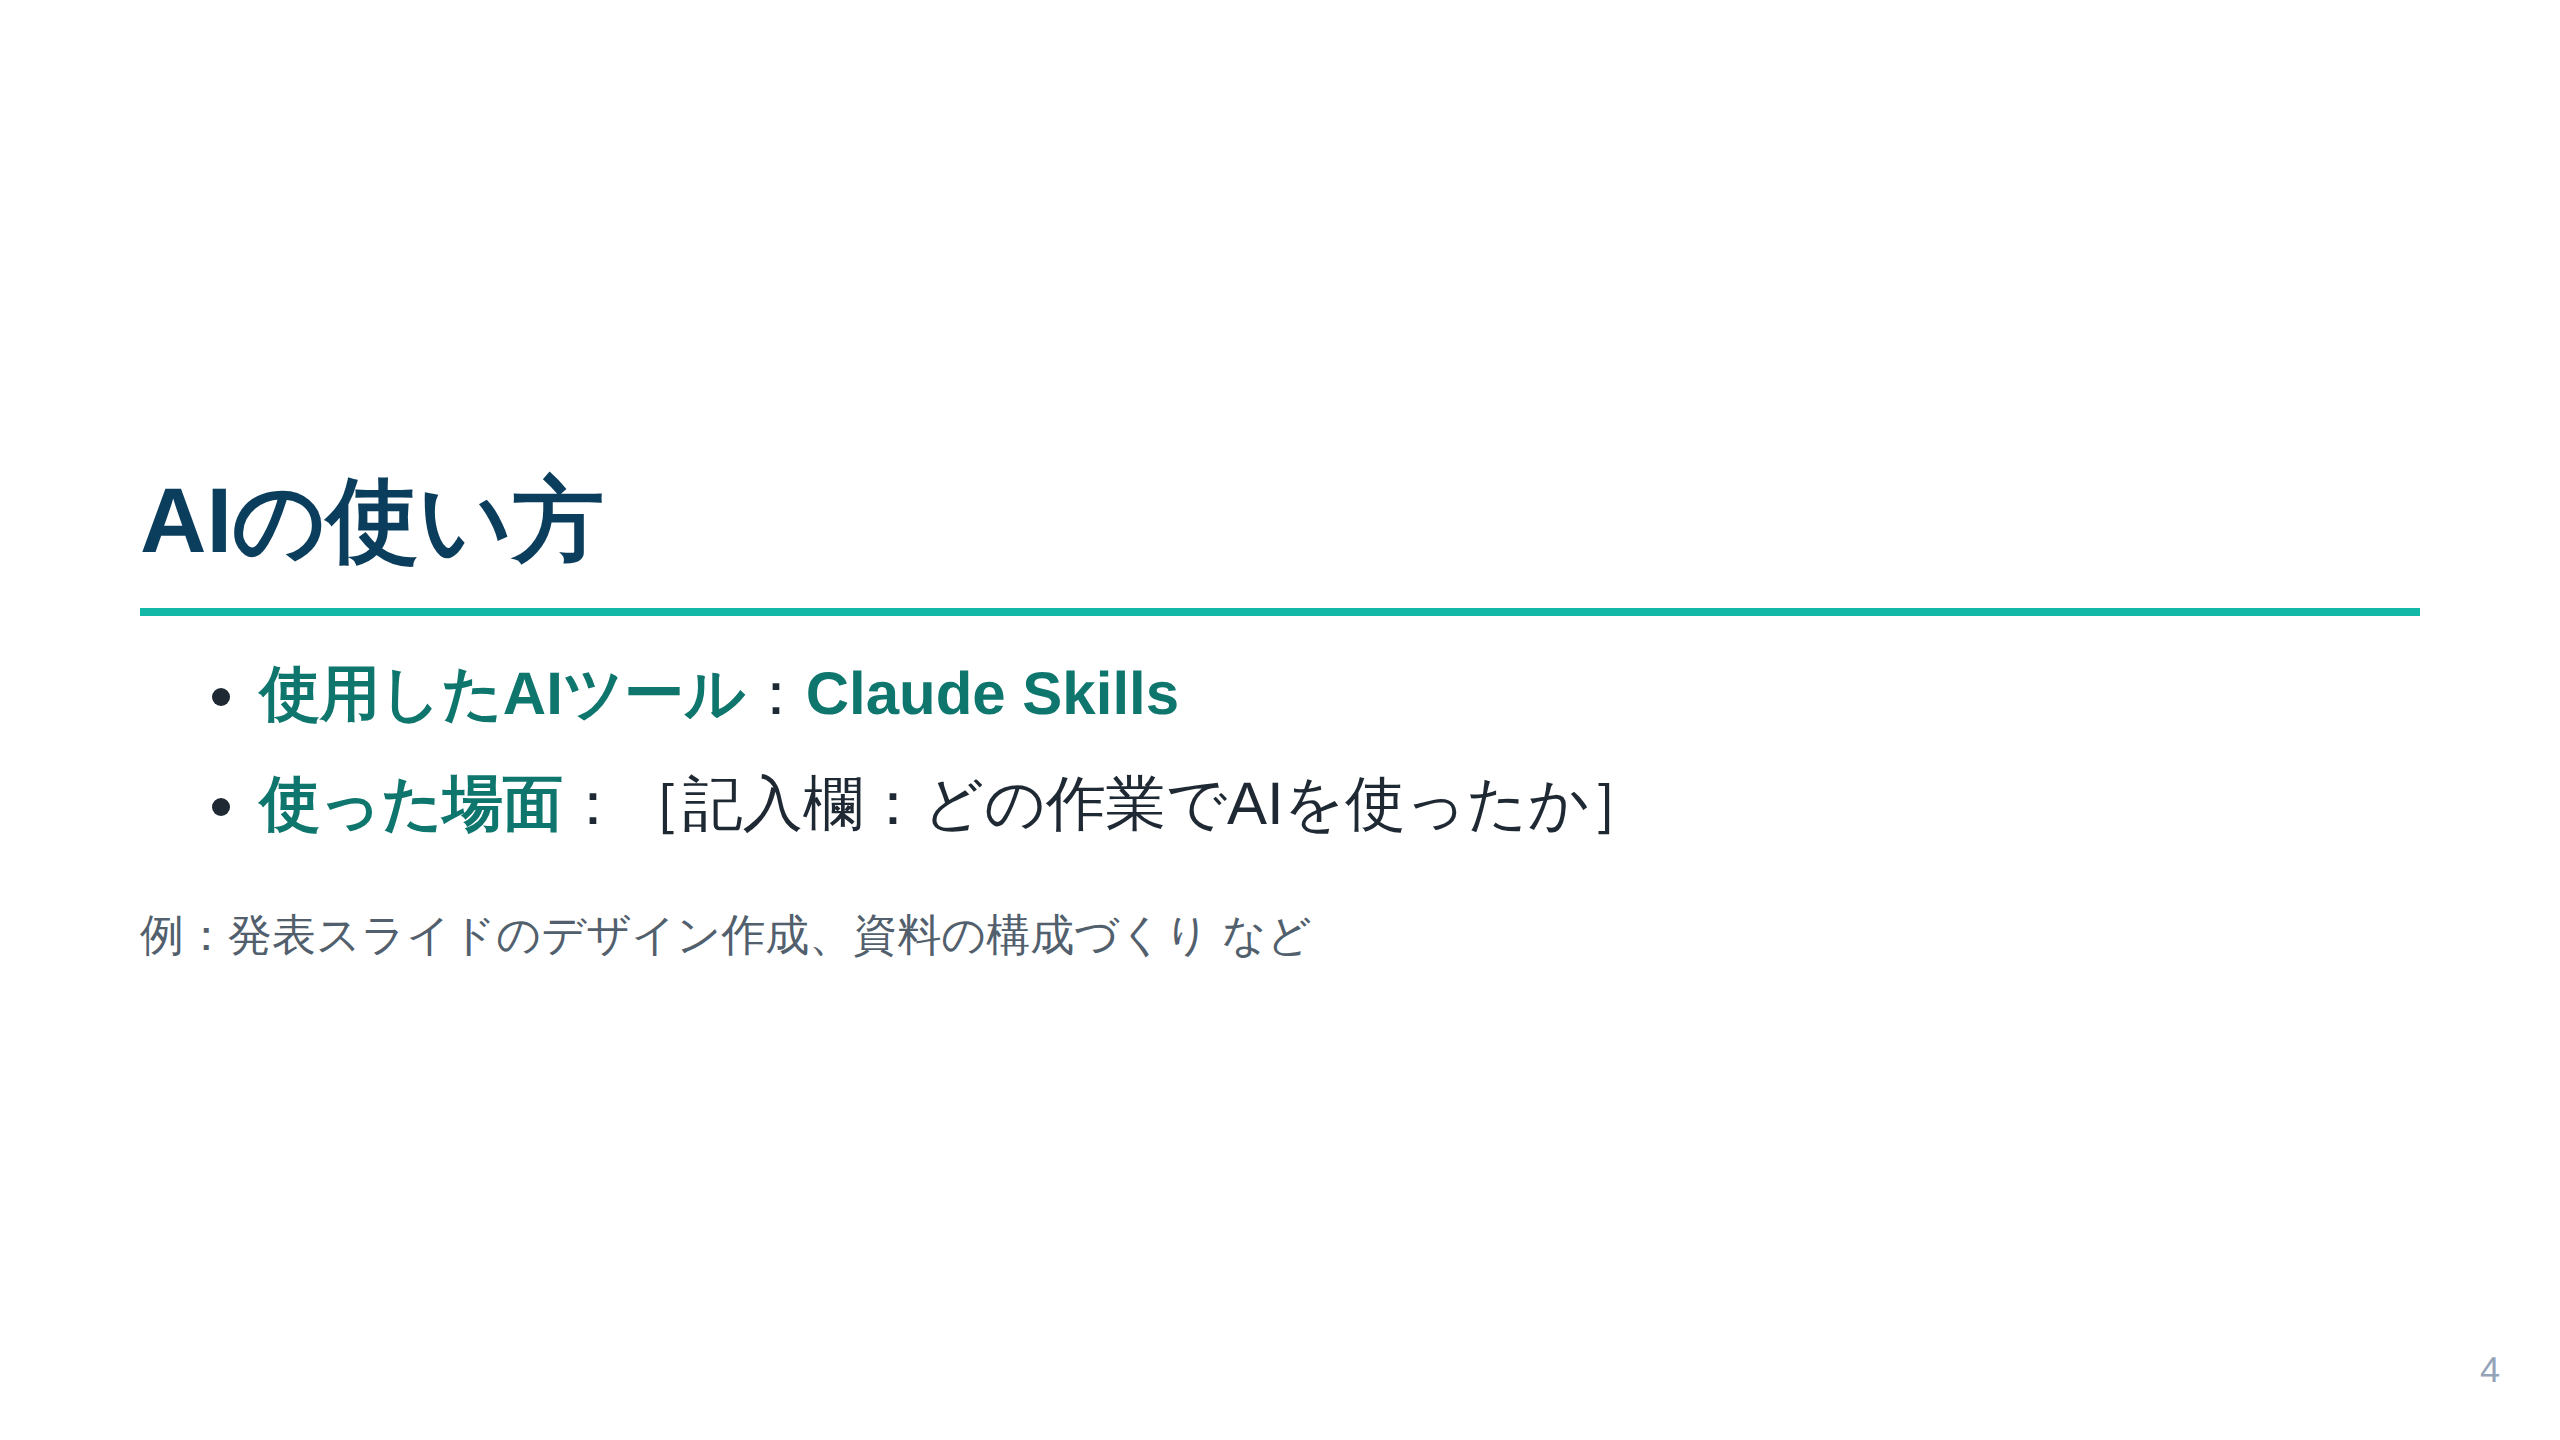 AIの使い方
• 使用したAIツール：Claude Skills
• 使った場面：［記入欄：どの作業でAIを使ったか］
例：発表スライドのデザイン作成、資料の構成づくり など
4